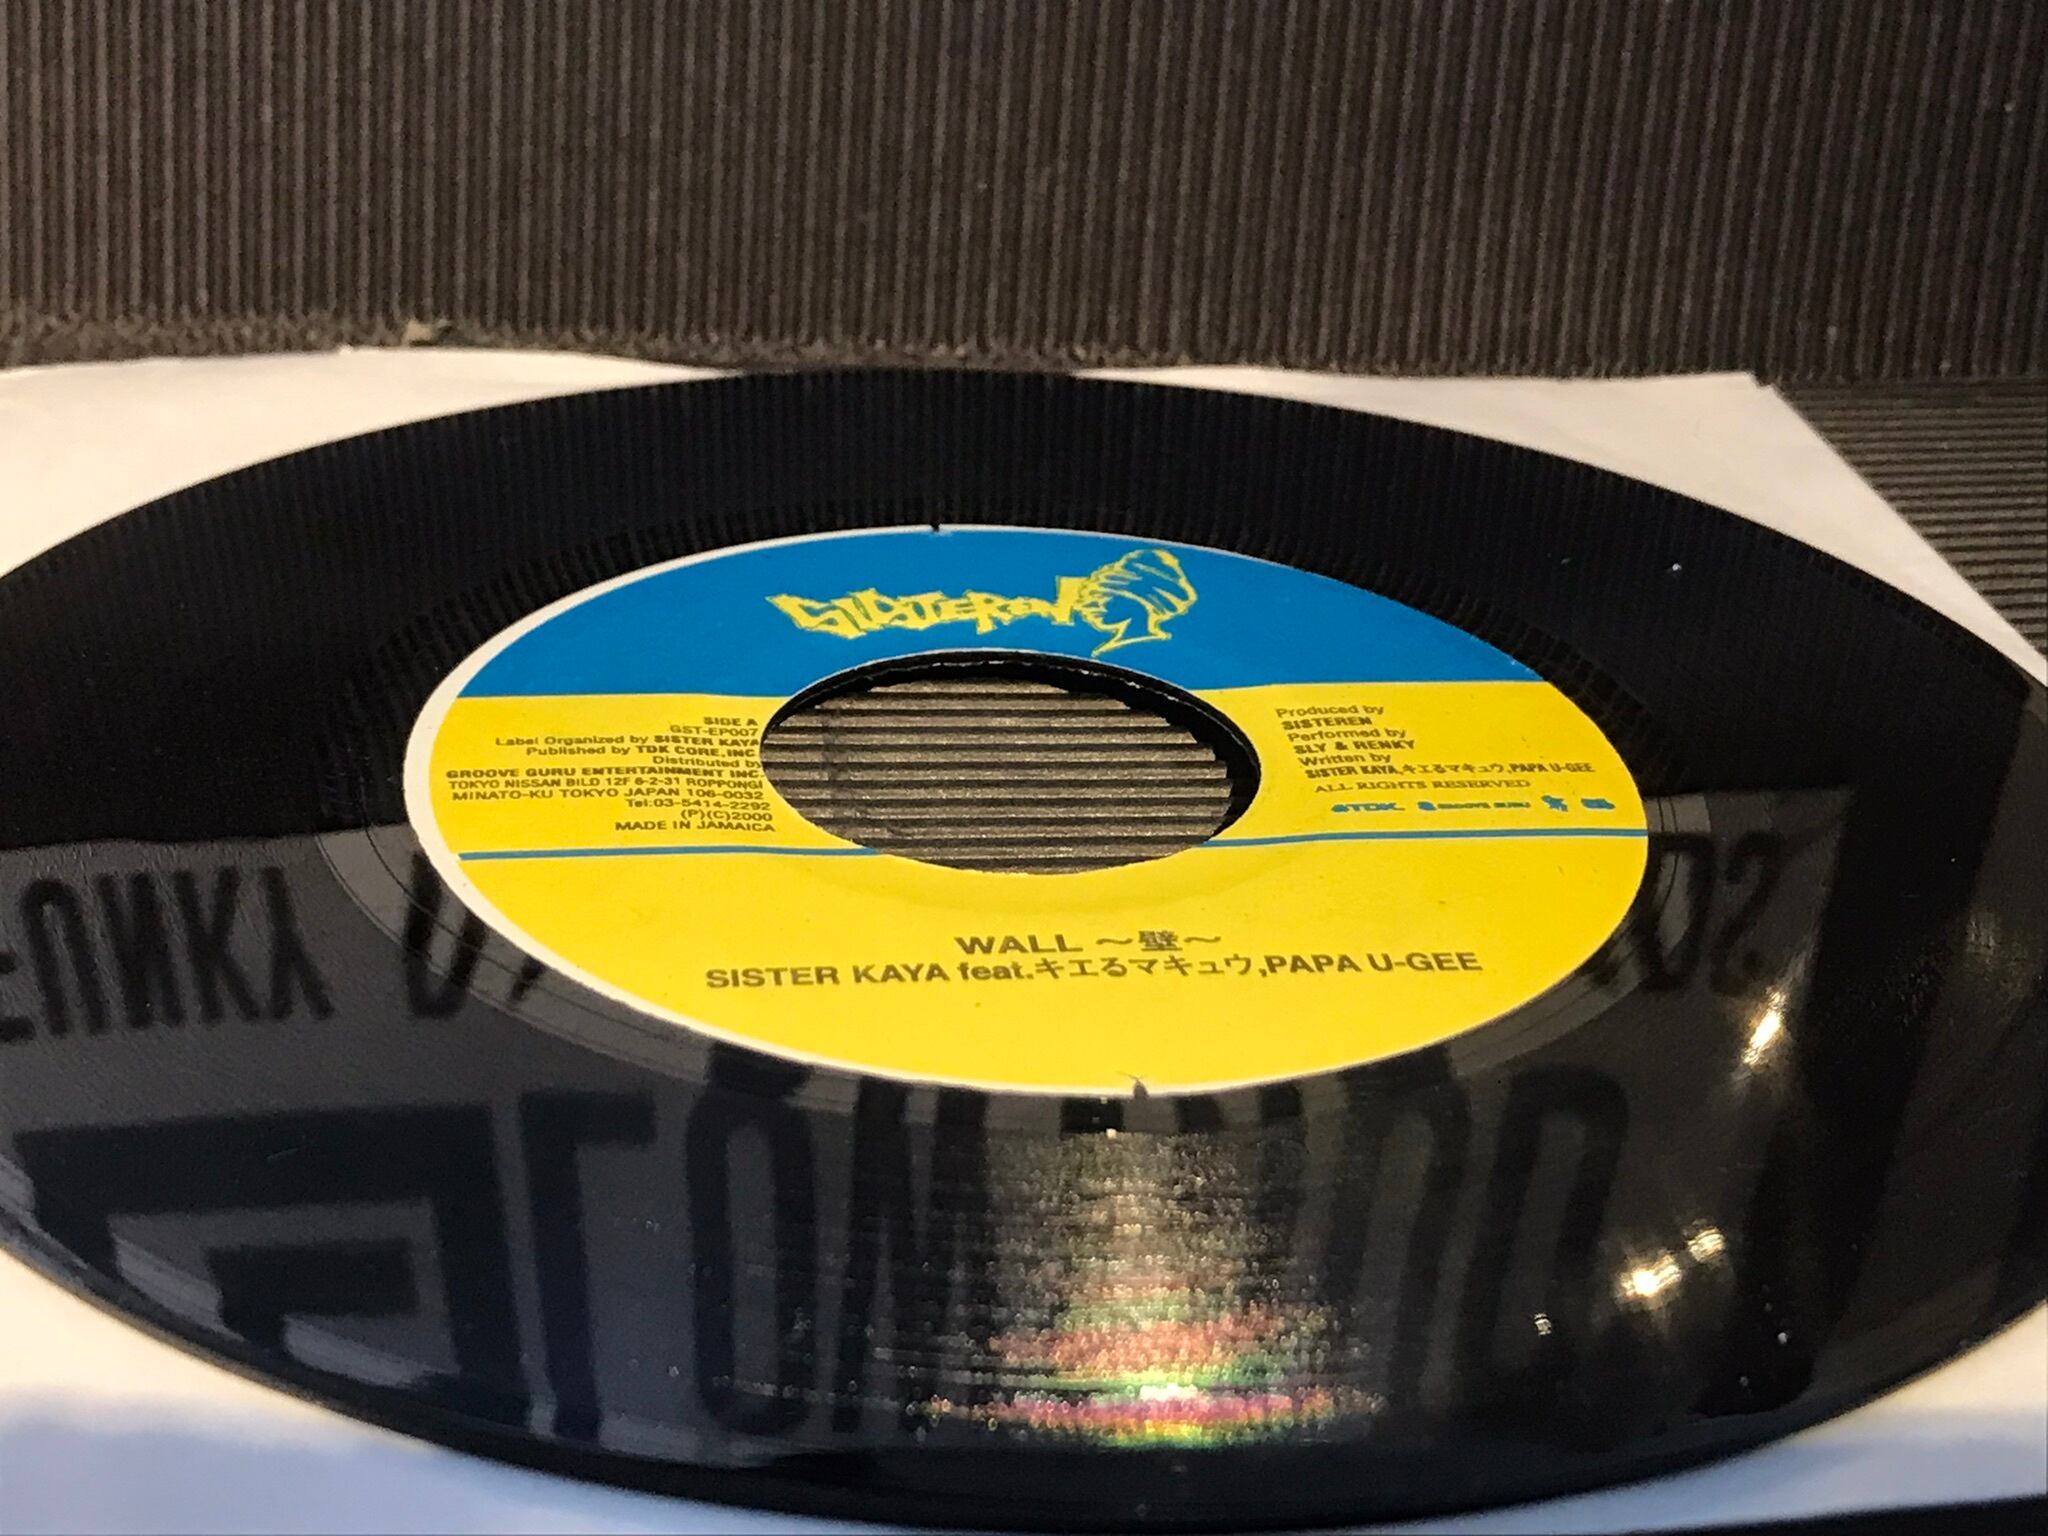 SISTEREN
SIDE A
GST-EP007
Label Organized by SISTER KAYA
Published by TDK CORE,INC
Distributed by
GROOVE GURU ENTERTAINMENT INC.
TOKYO NISSAN BILD 12F 6-2-31 ROPPONGI
MINATO-KU TOKYO JAPAN 106-0032
Tel:03-5414-2292
(P)(C)2000
MADE IN JAMAICA
Produced by
SISTEREN
Performed by
SLY & RENKY
Written by
SISTER KAYA,キエるマキュウ,PAPA U-GEE
ALL RIGHTS RESERVED
TDK GROOVE GURU
WALL ～壁～
SISTER KAYA feat.キエるマキュウ,PAPA U-GEE